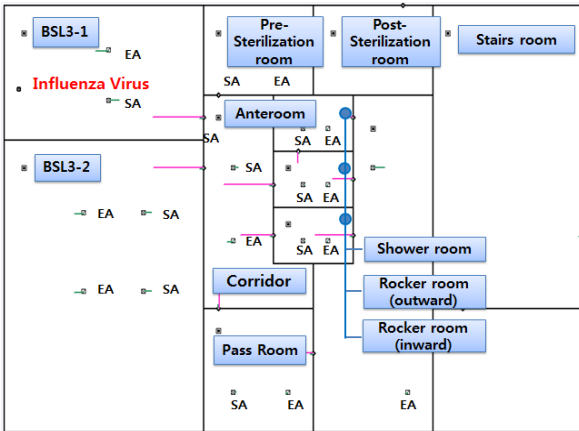 BSL3-1
EA
Influenza Virus
SA
Pre-
Sterilization
room
Post-
Sterilization
room
Stairs room
SA
EA
Anteroom
SA
SA
EA
BSL3-2
SA
SA
EA
EA
SA
EA
SA
EA
Shower room
Corridor
Rocker room
(outward)
EA
SA
Rocker room
(inward)
Pass Room
SA
EA
EA